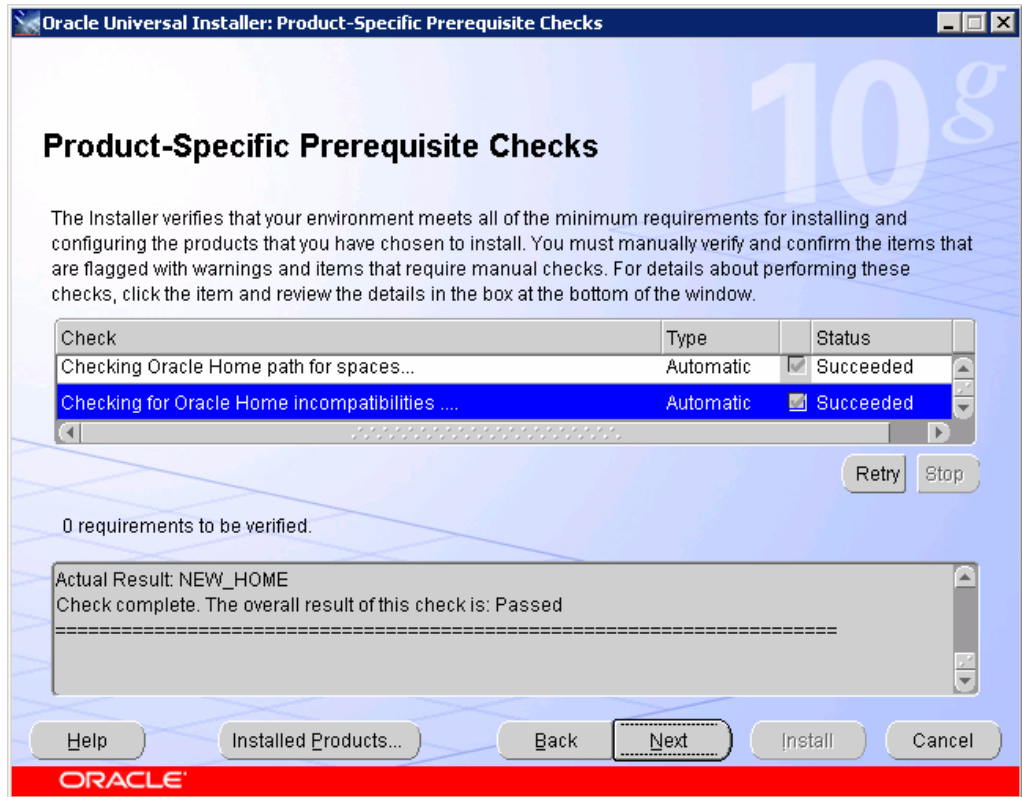 Oracle Universal Installer: Product-Specific Prerequisite Checks
10g
Product-Specific Prerequisite Checks
The Installer verifies that your environment meets all of the minimum requirements for installing and
configuring the products that you have chosen to install. You must manually verify and confirm the items that
are flagged with warnings and items that require manual checks. For details about performing these
checks, click the item and review the details in the box at the bottom of the window.
Check Type Status
Checking Oracle Home path for spaces... Automatic Succeeded
Checking for Oracle Home incompatibilities .... Automatic Succeeded
Retry Stop
0 requirements to be verified.
Actual Result: NEW_HOME
Check complete. The overall result of this check is: Passed
=======================================================================
Help Installed Products... Back Next Install Cancel
ORACLE